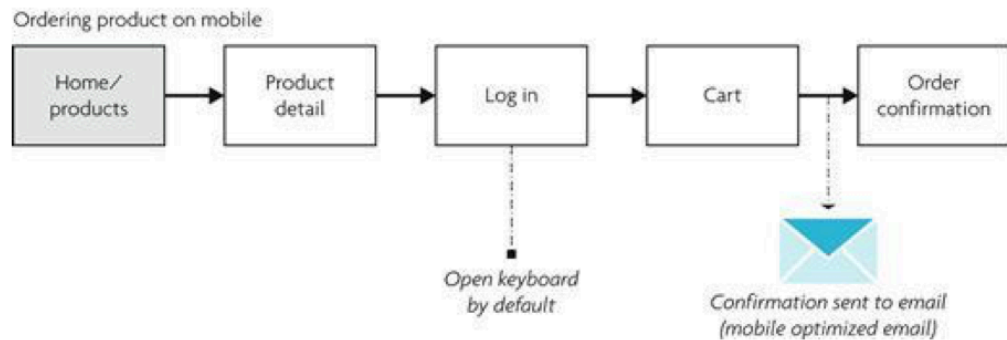 Ordering product on mobile
Home/
products
Product
detail
Log in
Cart
Order
confirmation
Open keyboard
by default
Confirmation sent to email
(mobile optimized email)